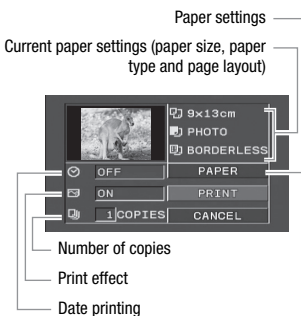 Paper settings
Current paper settings (paper size, paper
type and page layout)
9x13cm
PHOTO
BORDERLESS
OFF
PAPER
ON
PRINT
1 COPIES
CANCEL
Number of copies
Print effect
Date printing